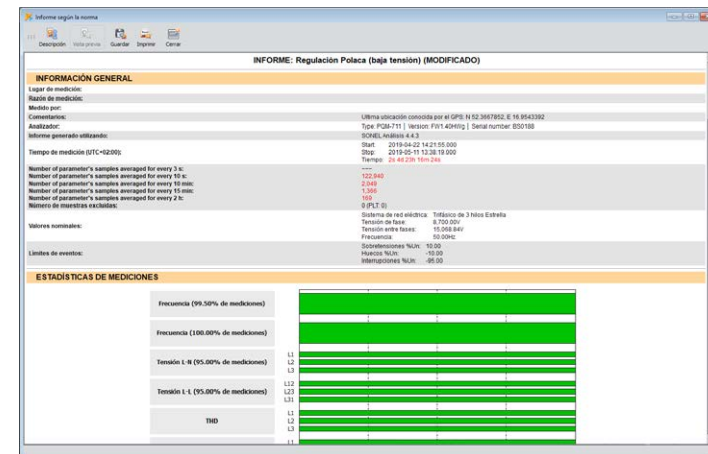 Informe según la norma
Descripción Vista previa Guardar Imprimir Cerrar
INFORME: Regulación Polaca (baja tensión) (MODIFICADO)
INFORMACIÓN GENERAL
Lugar de medición:
Razón de medición:
Medido por:
Comentarios: Ultima ubicación conocida por el GPS: N 52.3667852, E 16.9543392
Analizador: Type: PQM-711 | Version: FW1.40HWg | Serial number: BS0188
Informe generado utilizando: SONEL Análisis 4.4.3
Tiempo de medición (UTC+02:00):
Start: 2019-04-22 14:21:55.000
Stop: 2019-05-11 13:38:19.000
Tiempo: 2s 4d 23h 16m 24s
Number of parameter's samples averaged for every 3 s: ---
Number of parameter's samples averaged for every 10 s: 122,940
Number of parameter's samples averaged for every 10 min: 2,049
Number of parameter's samples averaged for every 15 min: 1,366
Number of parameter's samples averaged for every 2 h: 169
Número de muestras excluidas: 0 (PLT: 0)
Valores nominales:
Sistema de red eléctrica: Trifásico de 3 hilos Estrella
Tensión de fase: 8,700.00V
Tensión entre fases: 15,068.84V
Frecuencia: 50.00Hz
Límites de eventos:
Sobretensiones %Un: 10.00
Huecos %Un: -10.00
Interrupciones %Un: -95.00
ESTADÍSTICAS DE MEDICIONES
Frecuencia (99.50% de mediciones)
Frecuencia (100.00% de mediciones)
Tensión L-N (95.00% de mediciones)
L1
L2
L3
Tensión L-L (95.00% de mediciones)
L12
L23
L31
THD
L1
L2
L3
L1